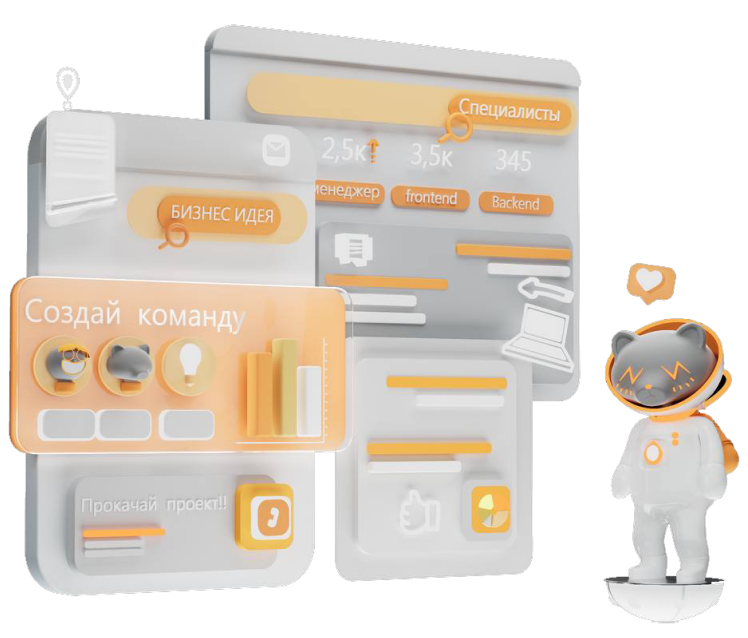 Специалисты
2,5к 3,5к 345
менеджер frontend Backend
БИЗНЕС ИДЕЯ
Создай команду
Прокачай проект!!